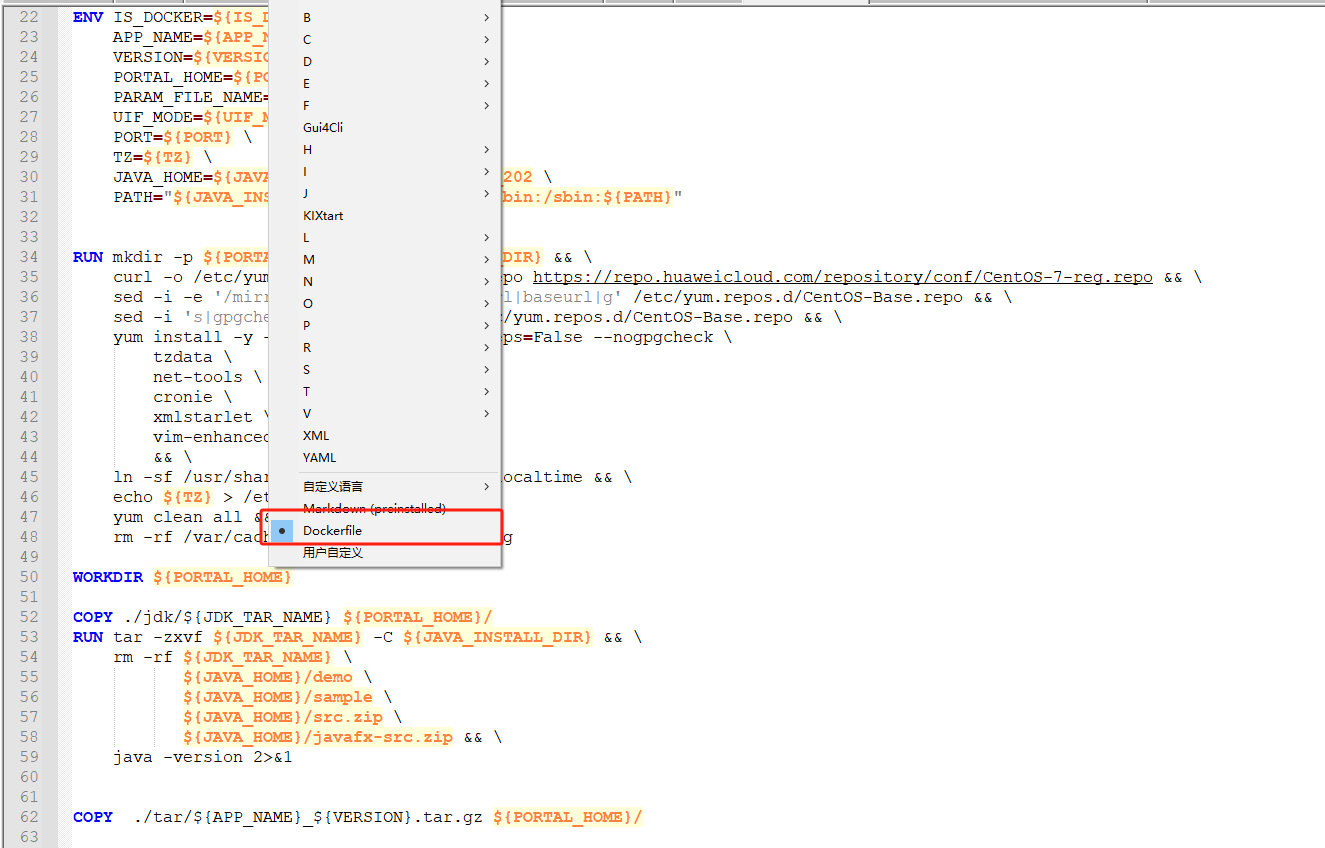 22 ENV IS_DOCKER=${IS_D
23 APP_NAME=${APP_N
24 VERSION=${VERSIO
25 PORTAL_HOME=${PO
26 PARAM_FILE_NAME=
27 UIF_MODE=${UIF_M
28 PORT=${PORT} \
29 TZ=${TZ} \
30 JAVA_HOME=${JAVA 202 \
31 PATH="${JAVA_INS bin:/sbin:${PATH}"
32
33
34 RUN mkdir -p ${PORTA DIR} && \
35 curl -o /etc/yum po https://repo.huaweicloud.com/repository/conf/CentOS-7-reg.repo && \
36 sed -i -e '/mirr l|baseurl|g' /etc/yum.repos.d/CentOS-Base.repo && \
37 sed -i 's|gpgche /yum.repos.d/CentOS-Base.repo && \
38 yum install -y - ps=False --nogpgcheck \
39 tzdata \
40 net-tools \
41 cronie \
42 xmlstarlet \
43 vim-enhanced
44 && \
45 ln -sf /usr/shar ocaltime && \
46 echo ${TZ} > /et
47 yum clean all &&
48 rm -rf /var/cach g
49
50 WORKDIR ${PORTAL_HOME}
51
52 COPY ./jdk/${JDK_TAR_NAME} ${PORTAL_HOME}/
53 RUN tar -zxvf ${JDK_TAR_NAME} -C ${JAVA_INSTALL_DIR} && \
54 rm -rf ${JDK_TAR_NAME} \
55 ${JAVA_HOME}/demo \
56 ${JAVA_HOME}/sample \
57 ${JAVA_HOME}/src.zip \
58 ${JAVA_HOME}/javafx-src.zip && \
59 java -version 2>&1
60
61
62 COPY ./tar/${APP_NAME}_${VERSION}.tar.gz ${PORTAL_HOME}/
63
B
C
D
E
F
Gui4Cli
H
I
J
KIXtart
L
M
N
O
P
R
S
T
V
XML
YAML
自定义语言
Markdown (preinstalled)
Dockerfile
用户自定义